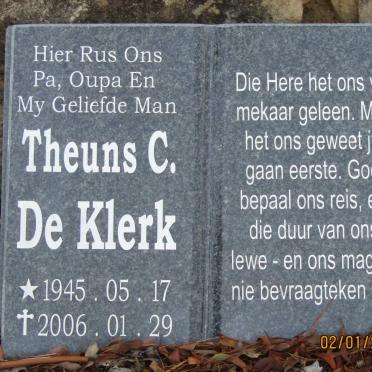 Hier Rus Ons
Pa, Oupa En
My Geliefde Man
Theuns C.
De Klerk
★ 1945 . 05 . 17
✝ 2006 . 01 . 29
Die Here het ons
mekaar geleen.
het ons geweet
gaan eerste.
bepaal ons reis,
die duur van
lewe - en ons
nie bevraagteken
02/01/